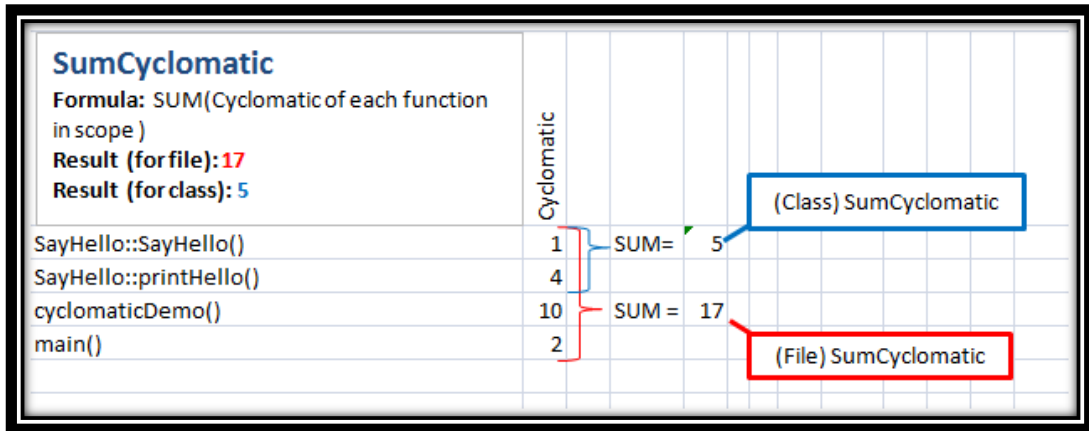 SumCyclomatic
Formula: SUM(Cyclomatic of each function
in scope )
Result (for file): 17
Result (for class): 5
Cyclomatic
(Class) SumCyclomatic
SayHello::SayHello() 1 SUM= 5
SayHello::printHello() 4
cyclomaticDemo() 10 SUM = 17
main() 2
(File) SumCyclomatic